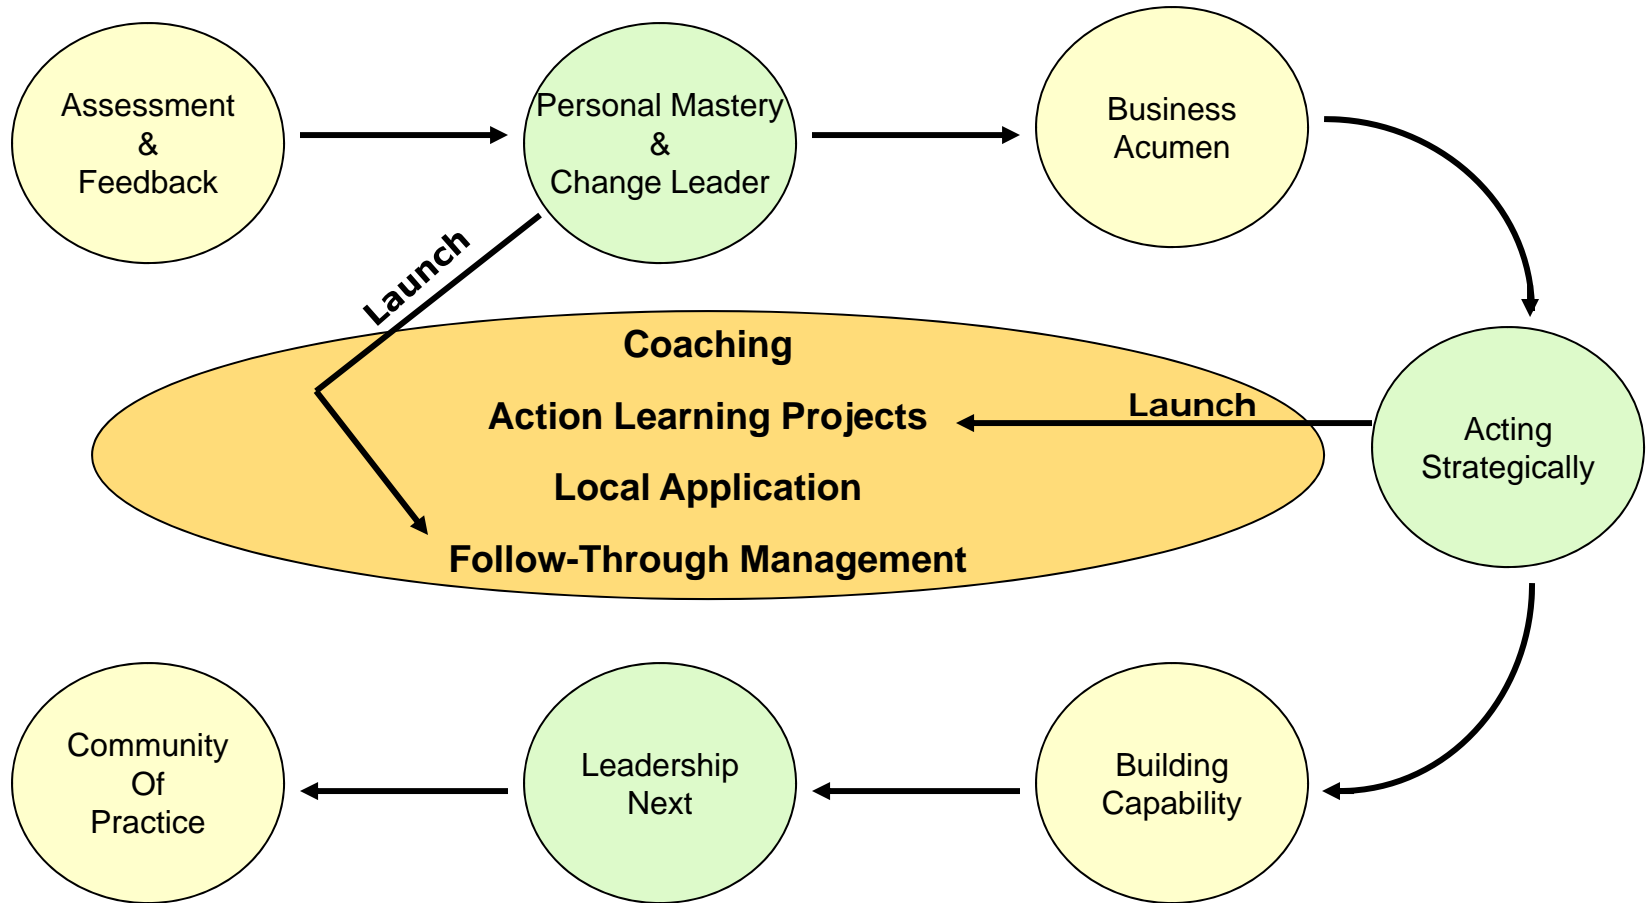 Assessment
&
Feedback
Personal Mastery
&
Change Leader
Business
Acumen
Launch
Coaching
Action Learning Projects
Local Application
Follow-Through Management
Launch
Acting
Strategically
Community
Of
Practice
Leadership
Next
Building
Capability